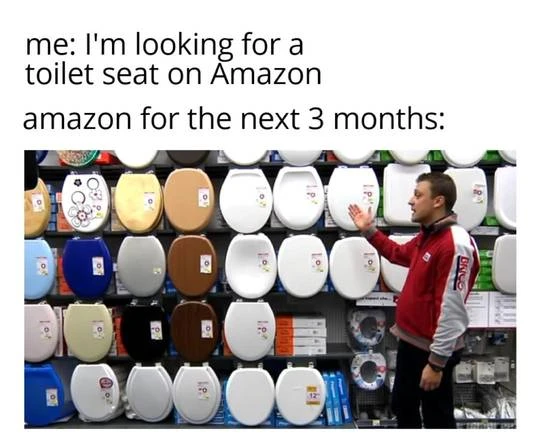 me: I'm looking for a
toilet seat on Amazon
amazon for the next 3 months: